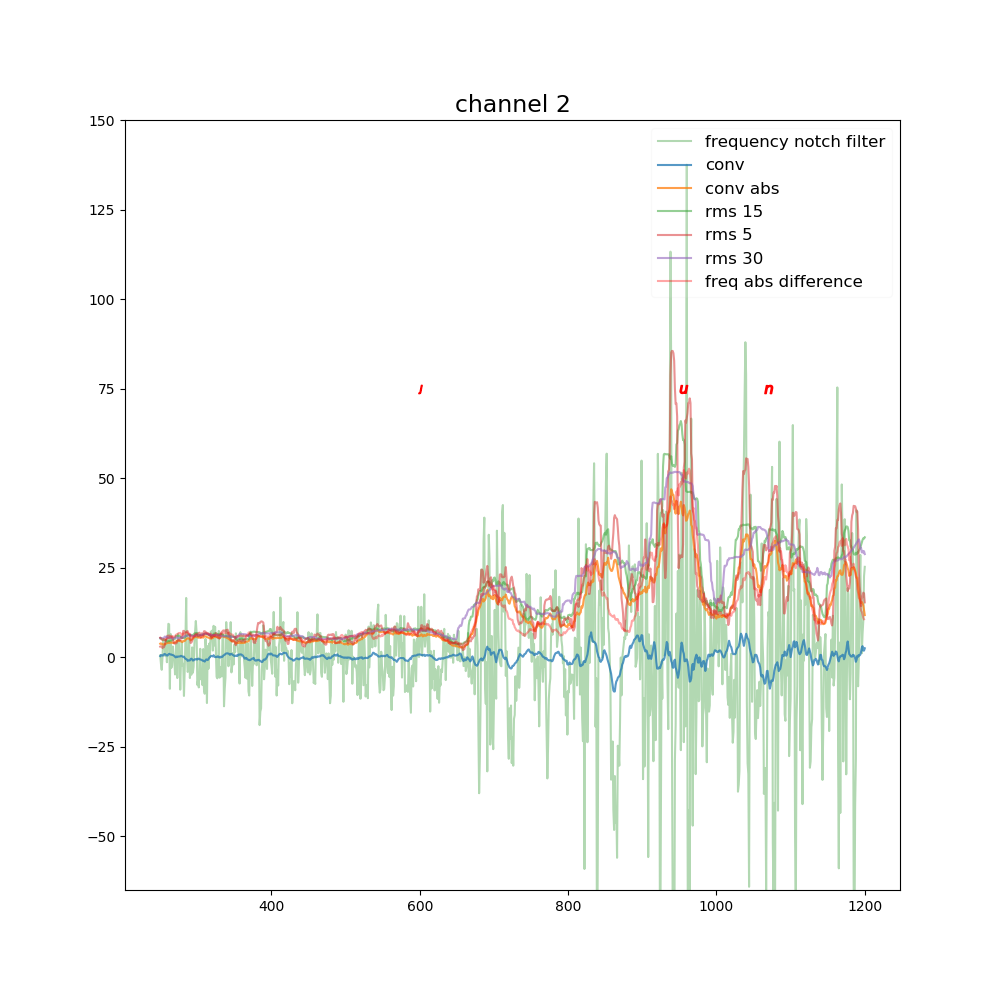 channel 2
150
125
100
75
50
25
0
−25
−50
400
600
800
1000
1200
frequency notch filter
conv
conv abs
rms 15
rms 5
rms 30
freq abs difference
u n